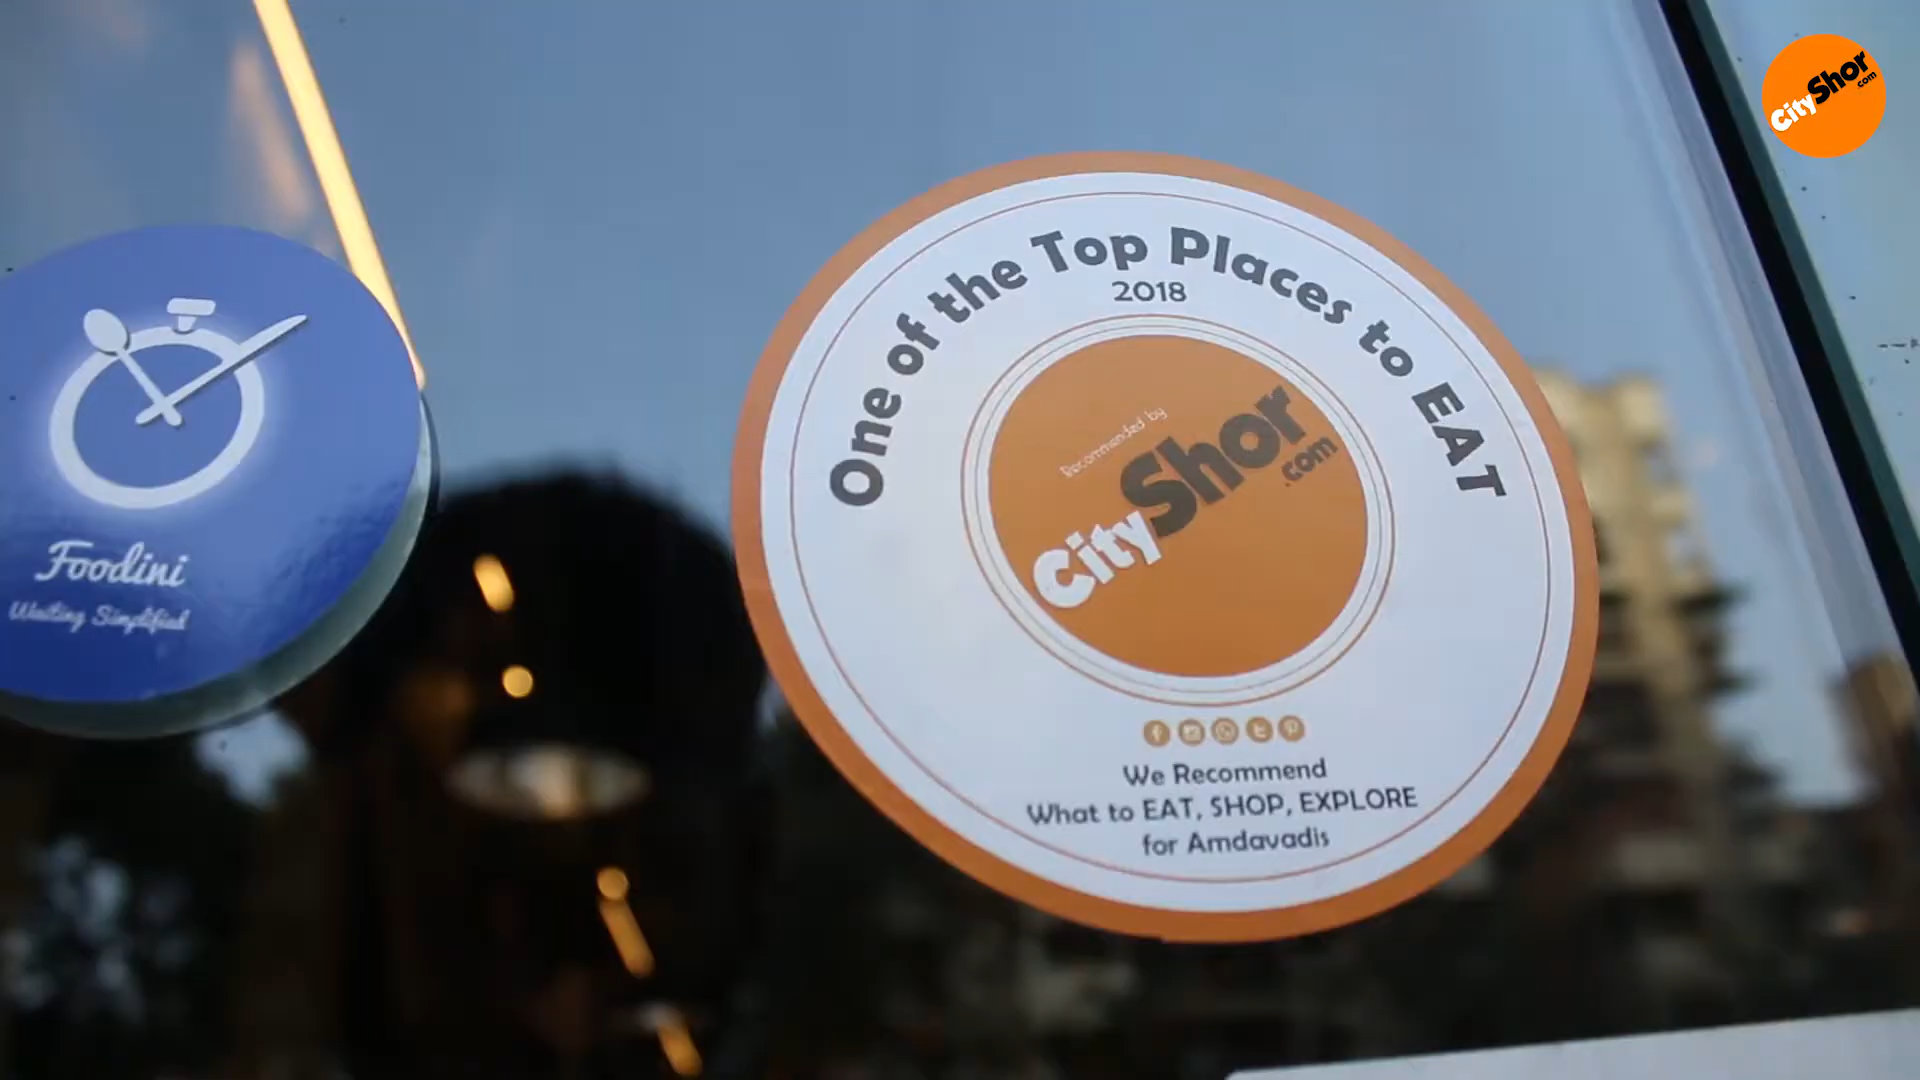 CityShor
.com
One of the Top Places to EAT
2018
Recommended by
CityShor
.com
We Recommend
What to EAT, SHOP, EXPLORE
for Amdavadis
Foodini
Waiting Simplified